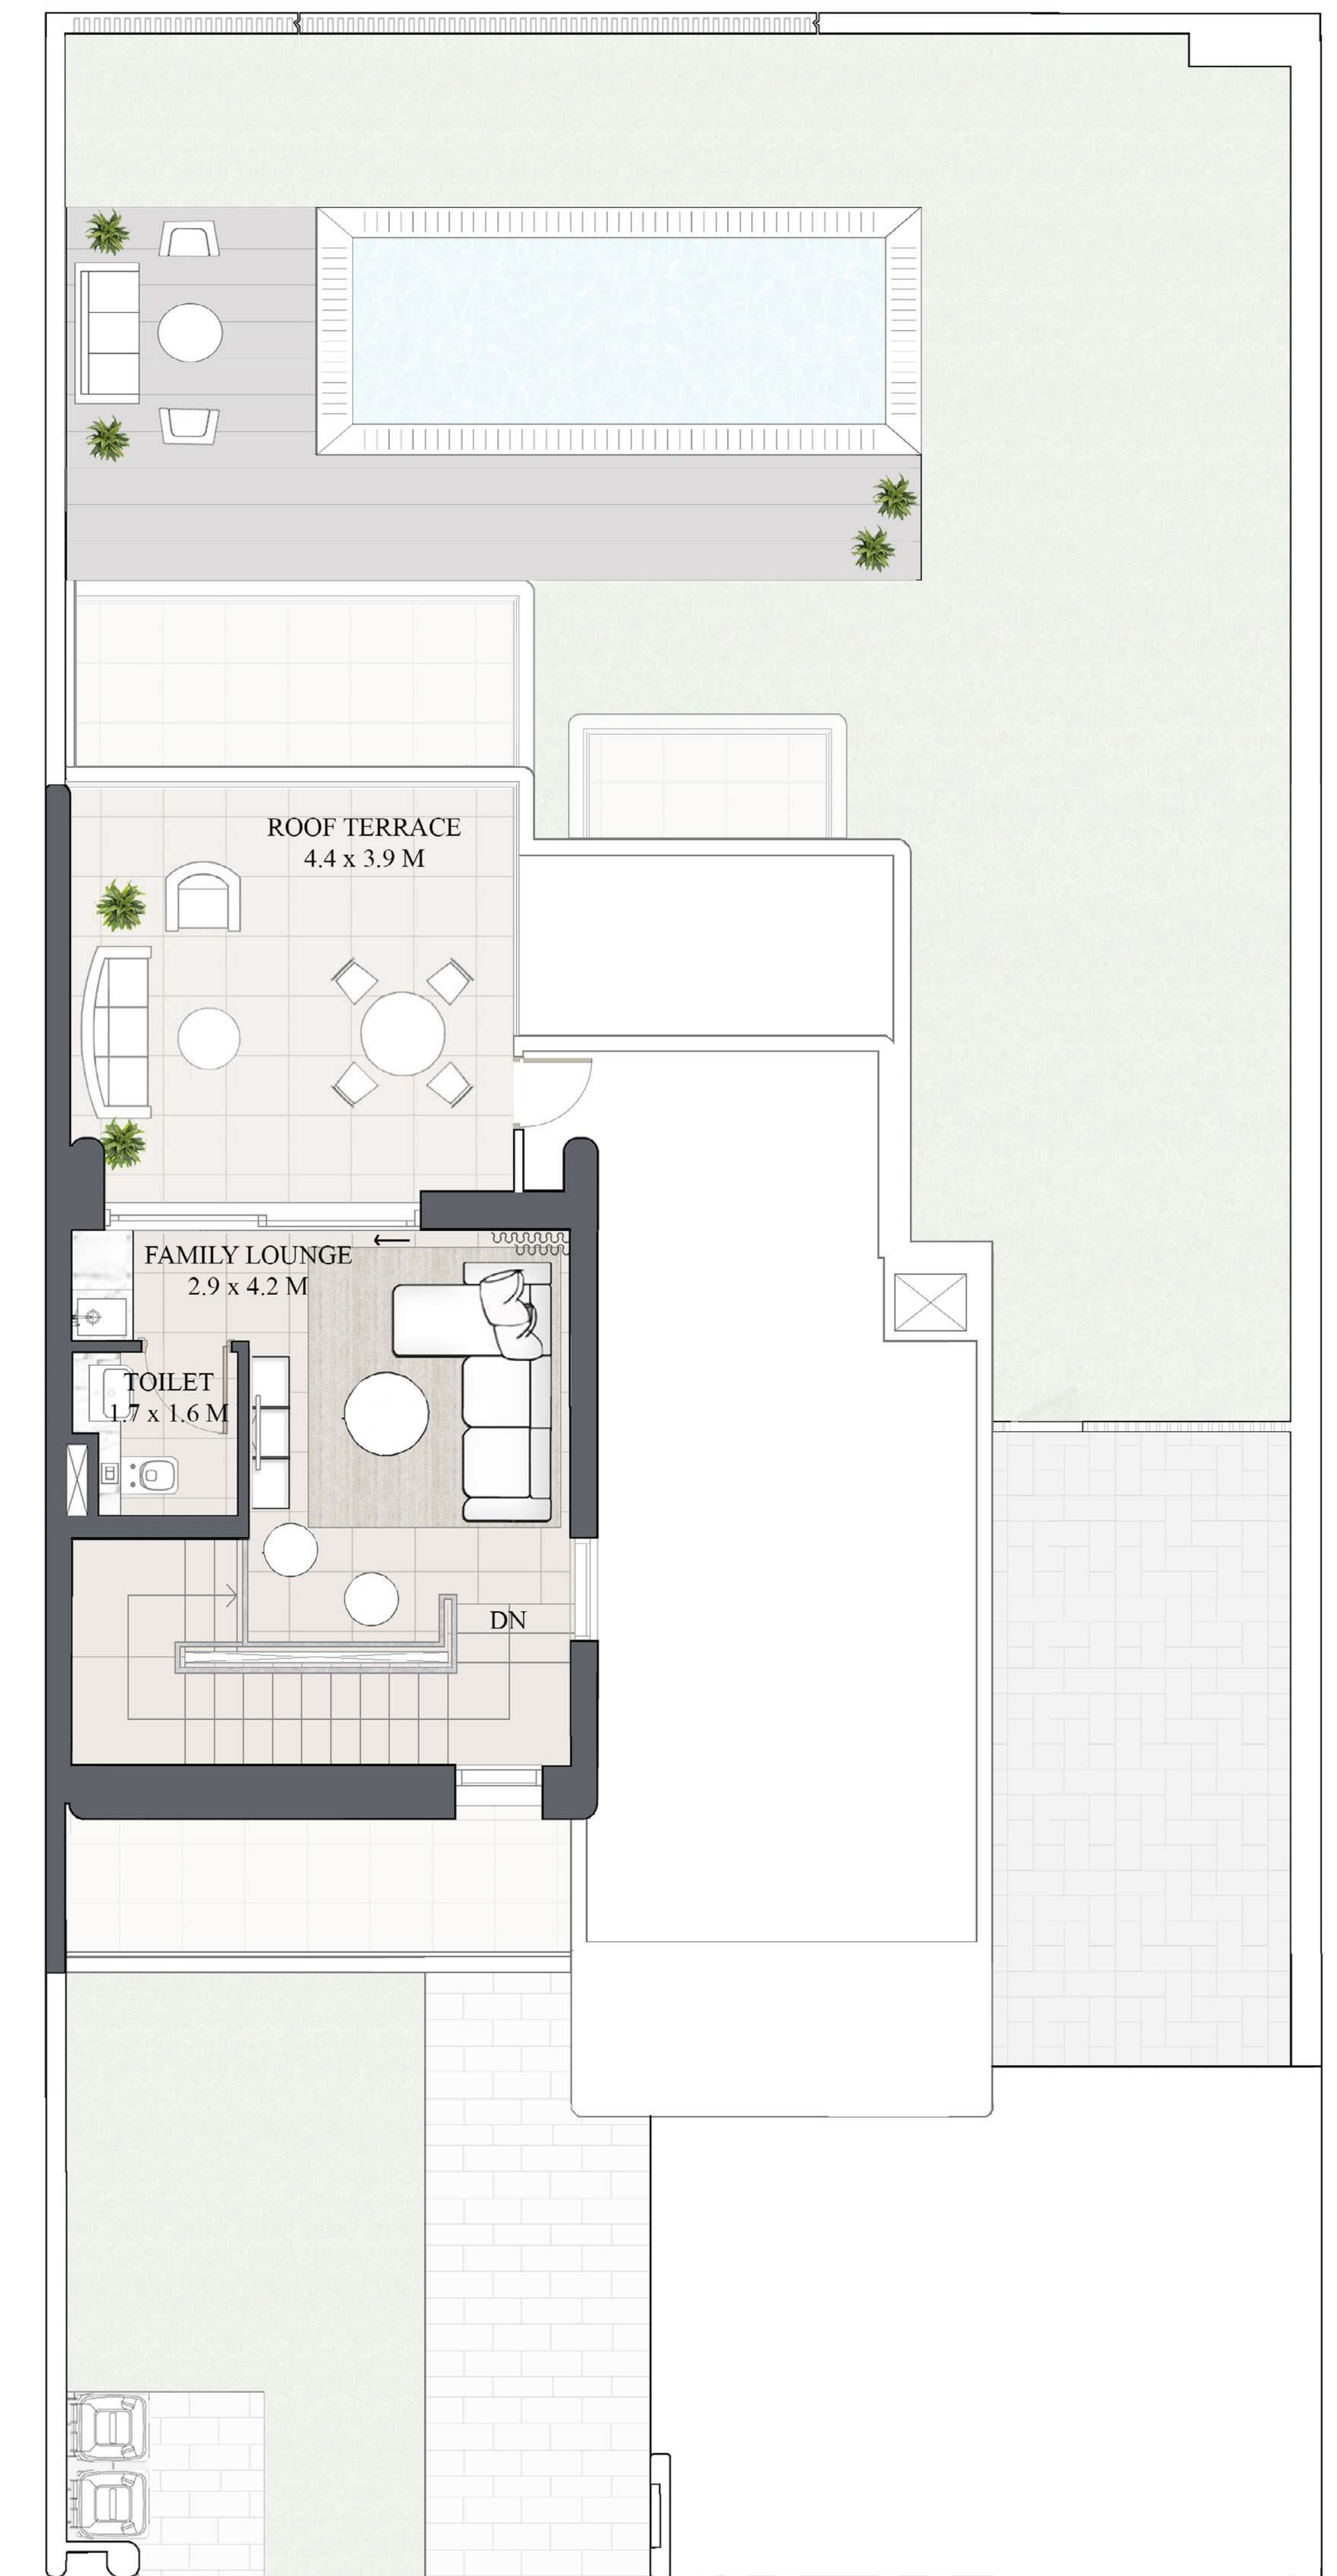 ROOF TERRACE
4.4 x 3.9 M
FAMILY LOUNGE
2.9 x 4.2 M
TOILET
1.7 x 1.6 M
DN